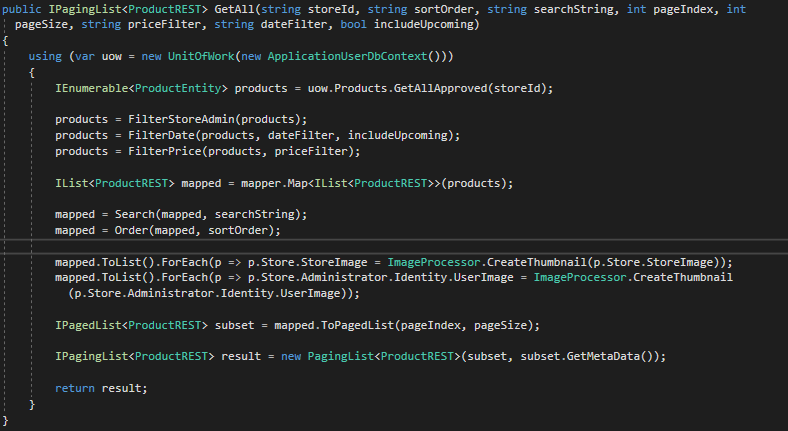 public IPagingList<ProductREST> GetAll(string storeId, string sortOrder, string searchString, int pageIndex, int
pageSize, string priceFilter, string dateFilter, bool includeUpcoming)
{
using (var uow = new UnitOfWork(new ApplicationUserDbContext()))
{
IEnumerable<ProductEntity> products = uow.Products.GetAllApproved(storeId);
products = FilterStoreAdmin(products);
products = FilterDate(products, dateFilter, includeUpcoming);
products = FilterPrice(products, priceFilter);
IList<ProductREST> mapped = mapper.Map<IList<ProductREST>>(products);
mapped = Search(mapped, searchString);
mapped = Order(mapped, sortOrder);
mapped.ToList().ForEach(p => p.Store.StoreImage = ImageProcessor.CreateThumbnail(p.Store.StoreImage));
mapped.ToList().ForEach(p => p.Store.Administrator.Identity.UserImage = ImageProcessor.CreateThumbnail
(p.Store.Administrator.Identity.UserImage));
IPagedList<ProductREST> subset = mapped.ToPagedList(pageIndex, pageSize);
IPagingList<ProductREST> result = new PagingList<ProductREST>(subset, subset.GetMetaData());
return result;
}
}